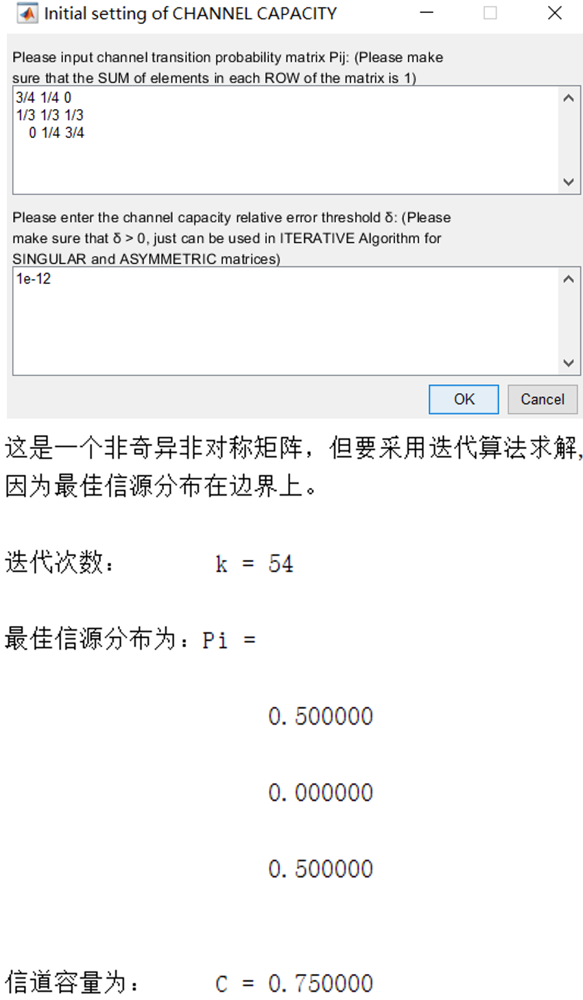 Initial setting of CHANNEL CAPACITY
Please input channel transition probability matrix Pij: (Please make
sure that the SUM of elements in each ROW of the matrix is 1)
3/4 1/4 0
1/3 1/3 1/3
0 1/4 3/4
Please enter the channel capacity relative error threshold δ: (Please
make sure that δ > 0, just can be used in ITERATIVE Algorithm for
SINGULAR and ASYMMETRIC matrices)
1e-12
OK Cancel
这是一个非奇异非对称矩阵，但要采用迭代算法求解，
因为最佳信源分布在边界上。
迭代次数： k = 54
最佳信源分布为：Pi =
0.500000
0.000000
0.500000
信道容量为： C = 0.750000